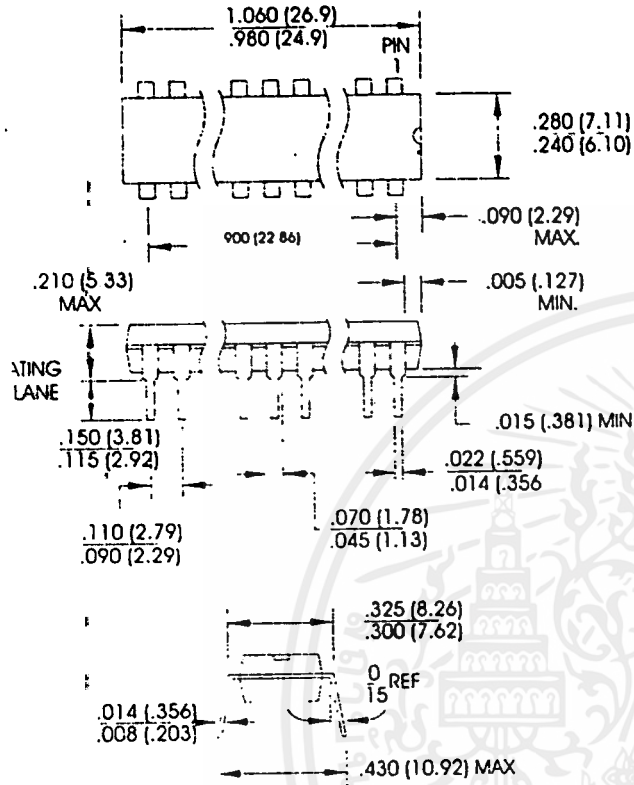 1.060 (26.9)
.980 (24.9)
PIN
1
.280 (7.11)
.240 (6.10)
.090 (2.29)
MAX.
900 (22 86)
.210 (5 33)
MAX
.005 (.127)
MIN.
ATING
LANE
.015 (.381) MIN
.150 (3.81)
.115 (2.92)
.022 (.559)
.014 (.356
.110 (2.79)
.090 (2.29)
.070 (1.78)
.045 (1.13)
.325 (8.26)
.300 (7.62)
0
15 REF
.014 (.356)
.008 (.203)
.430 (10.92) MAX